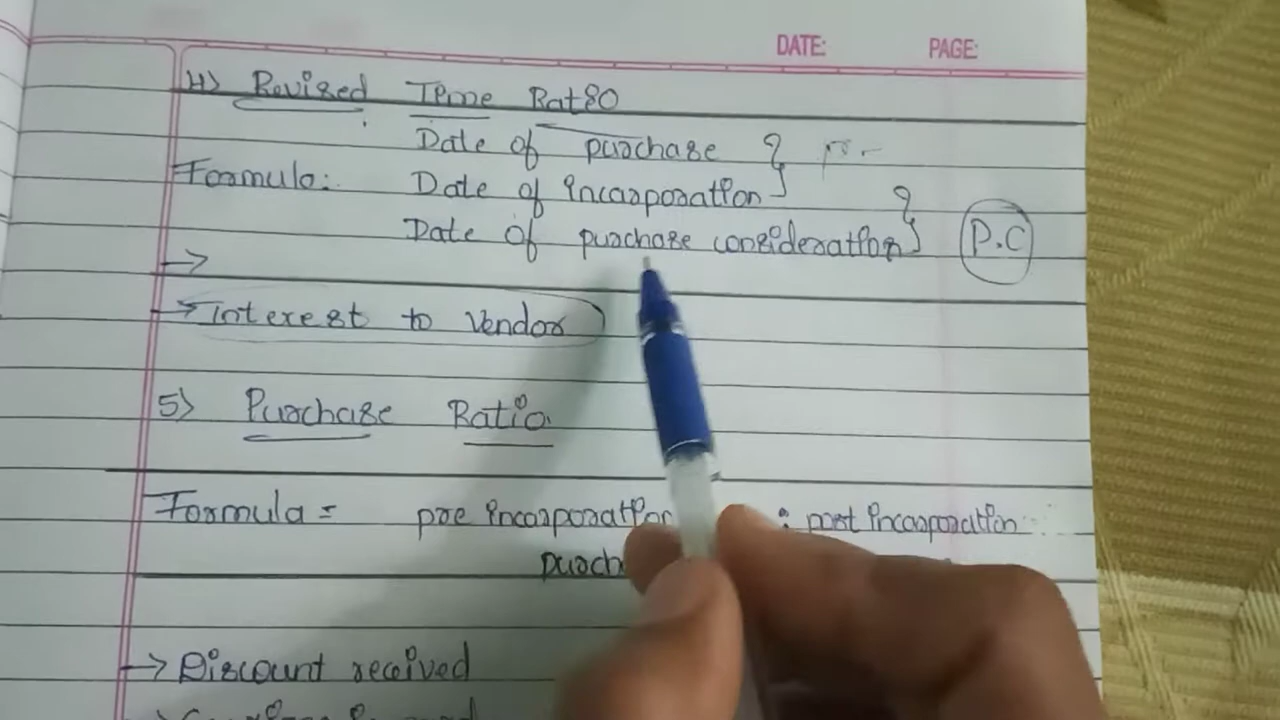 DATE: PAGE:
4) Revised Time Ratio
Date of purchase }
Formula: Date of incorporation }
Date of purchase consideration } P.C
→
→ interest to Vendor
5) Purchase Ratio
Formula = pre incorporation : post incorporation
→ Discount received